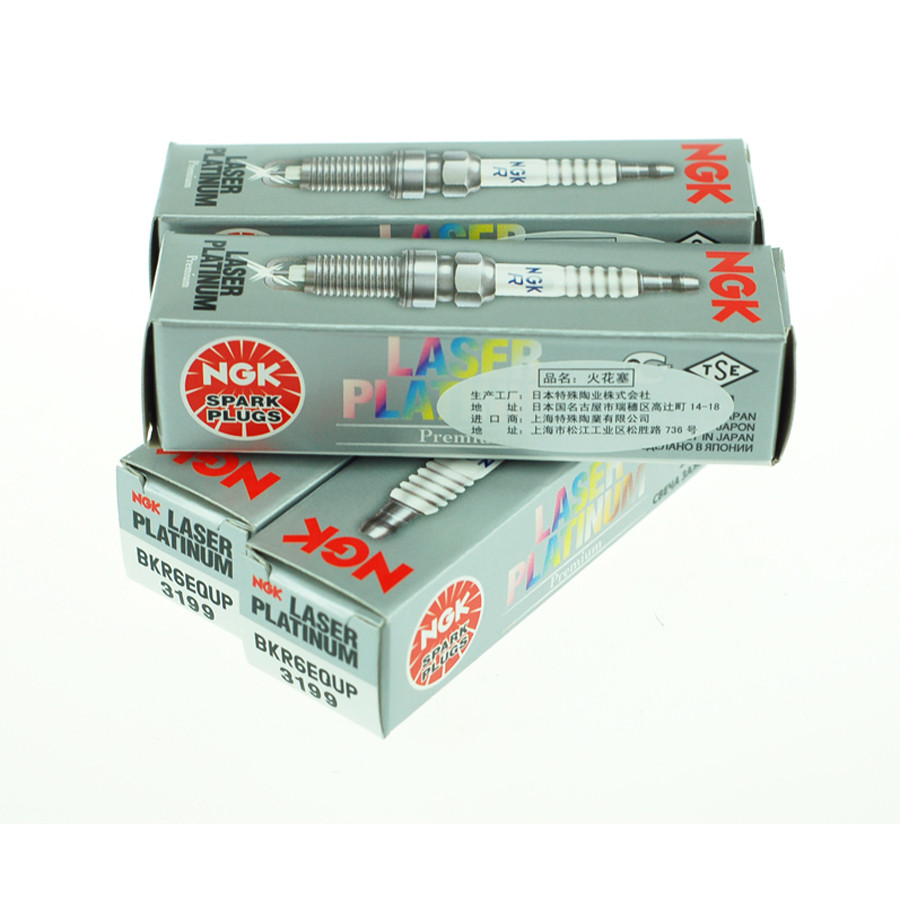 LASER
PLATINUM
Premium
NGK
R
NGK
LASER
LASER
PLATINUM
Premium
NGK
R
NGK
NGK
SPARK
PLUGS
LASER
PLATINUM
Premium
TSE
品名: 火花塞
生产工厂: 日本特殊陶业株式会社
地 址: 日本国名古屋市瑞穗区高辻町 14-18
进 口 商: 上海特殊陶業有限公司
地 址: 上海市松江工业区松胜路 736 号
JAPAN
JAPON
IN JAPAN
СДЕЛАНО В ЯПОНИИ
NGK
NGK
LASER
PLATINUM
BKR6EQUP
3199
NGK
NGK
LASER
PLATINUM
BKR6EQUP
3199
NGK
SPARK
PLUGS
LASER
PLATINUM
Premium
СВЕЧА